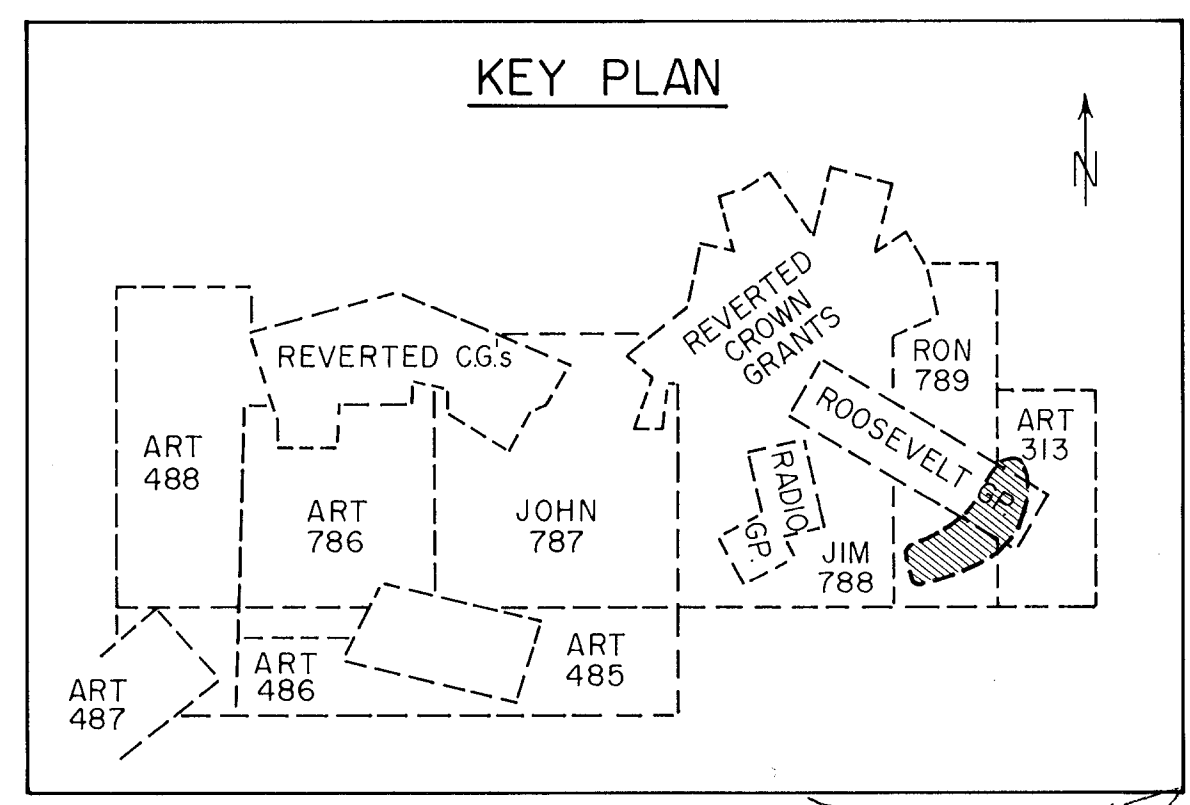 KEY PLAN
N
REVERTED
CROWN
GRANTS
REVERTED C.G.'s
RON
789
ROOSEVELT GP.
ART
313
ART
488
RADIO
GP.
ART
786
JOHN
787
JIM
788
ART
486
ART
485
ART
487